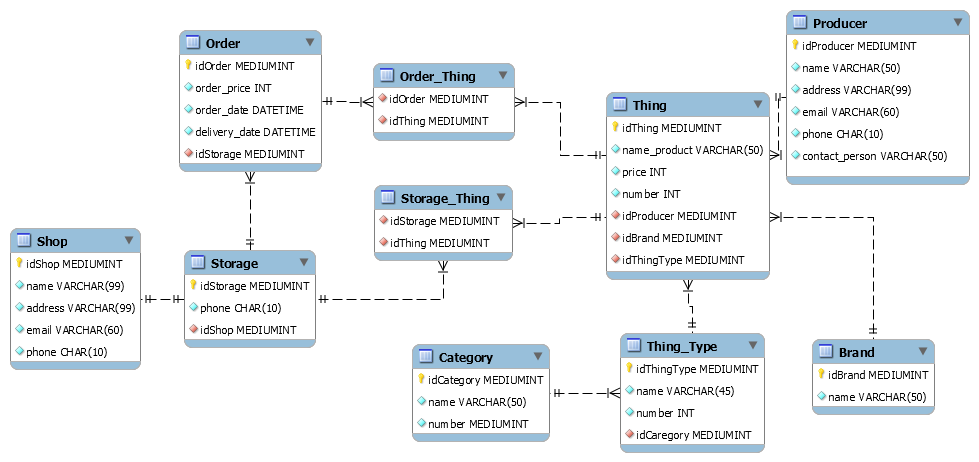 Order
idOrder MEDIUMINT
order_price INT
order_date DATETIME
delivery_date DATETIME
idStorage MEDIUMINT
Order_Thing
idOrder MEDIUMINT
idThing MEDIUMINT
Thing
idThing MEDIUMINT
name_product VARCHAR(50)
price INT
number INT
idProducer MEDIUMINT
idBrand MEDIUMINT
idThingType MEDIUMINT
Producer
idProducer MEDIUMINT
name VARCHAR(50)
address VARCHAR(99)
email VARCHAR(60)
phone CHAR(10)
contact_person VARCHAR(50)
Storage_Thing
idStorage MEDIUMINT
idThing MEDIUMINT
Shop
idShop MEDIUMINT
name VARCHAR(99)
address VARCHAR(99)
email VARCHAR(60)
phone CHAR(10)
Storage
idStorage MEDIUMINT
phone CHAR(10)
idShop MEDIUMINT
Category
idCategory MEDIUMINT
name VARCHAR(50)
number MEDIUMINT
Thing_Type
idThingType MEDIUMINT
name VARCHAR(45)
number INT
idCaregory MEDIUMINT
Brand
idBrand MEDIUMINT
name VARCHAR(50)